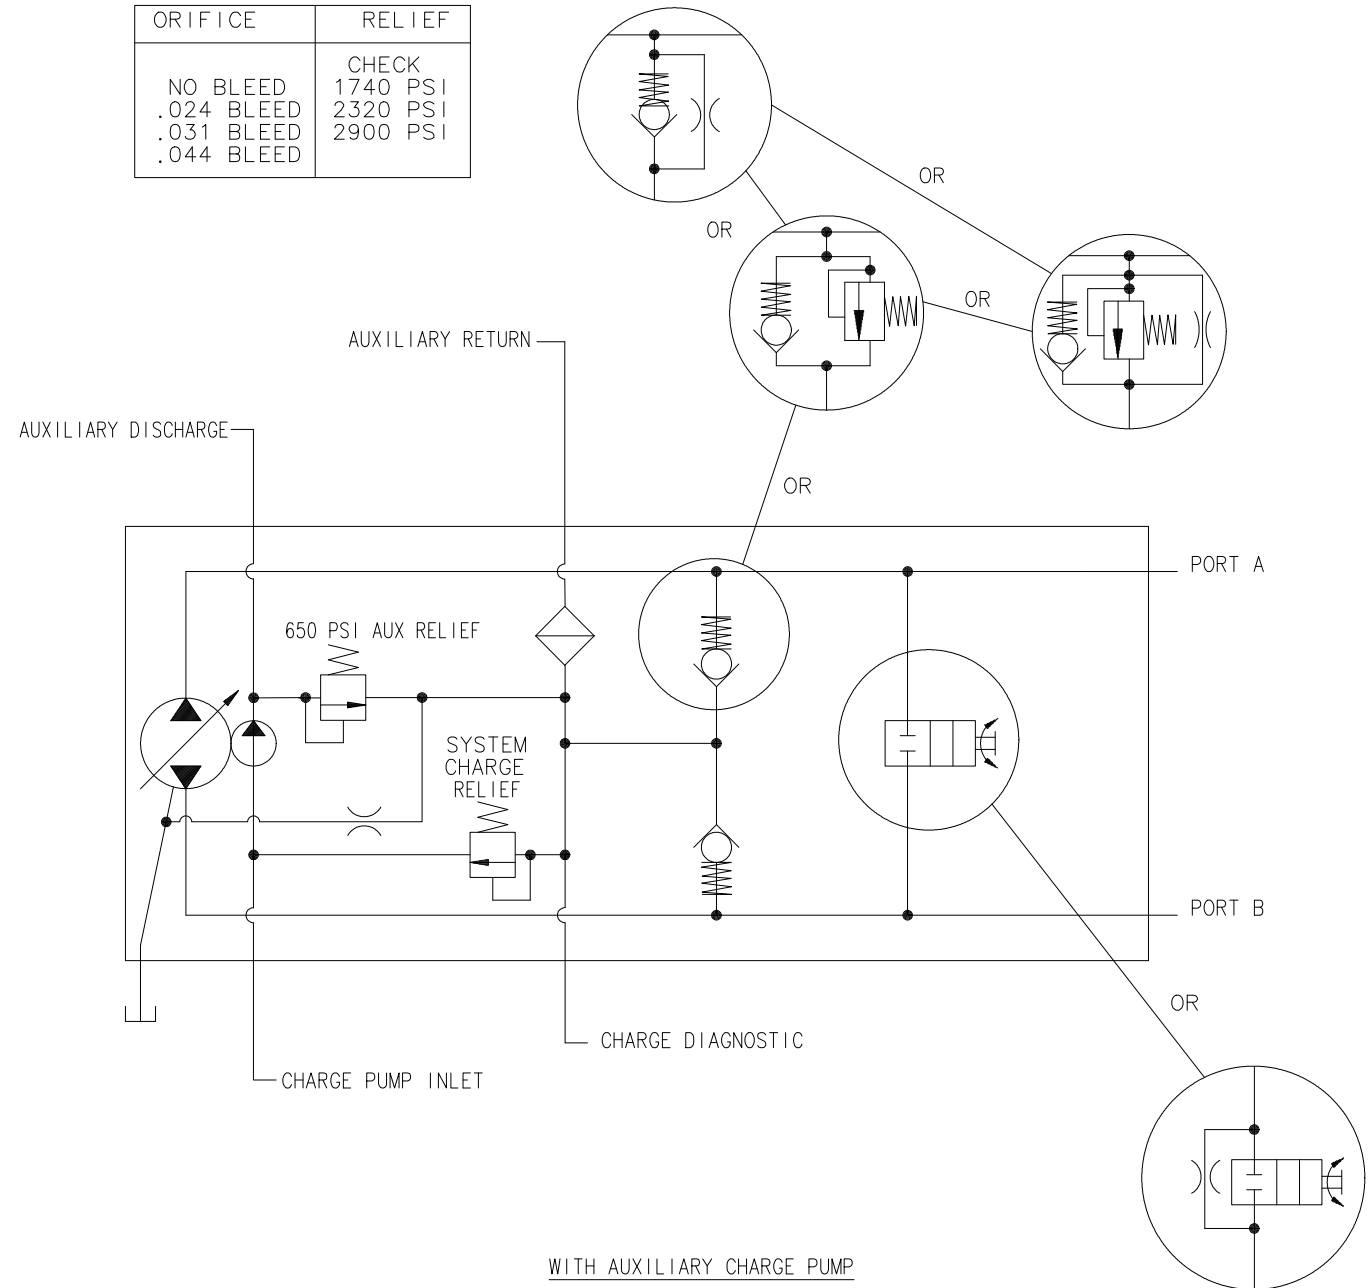 ORIFICE RELIEF
CHECK
NO BLEED 1740 PSI
.024 BLEED 2320 PSI
.031 BLEED 2900 PSI
.044 BLEED
OR
OR
OR
AUXILIARY RETURN
AUXILIARY DISCHARGE
OR
PORT A
650 PSI AUX RELIEF
SYSTEM
CHARGE
RELIEF
PORT B
OR
CHARGE DIAGNOSTIC
CHARGE PUMP INLET
WITH AUXILIARY CHARGE PUMP